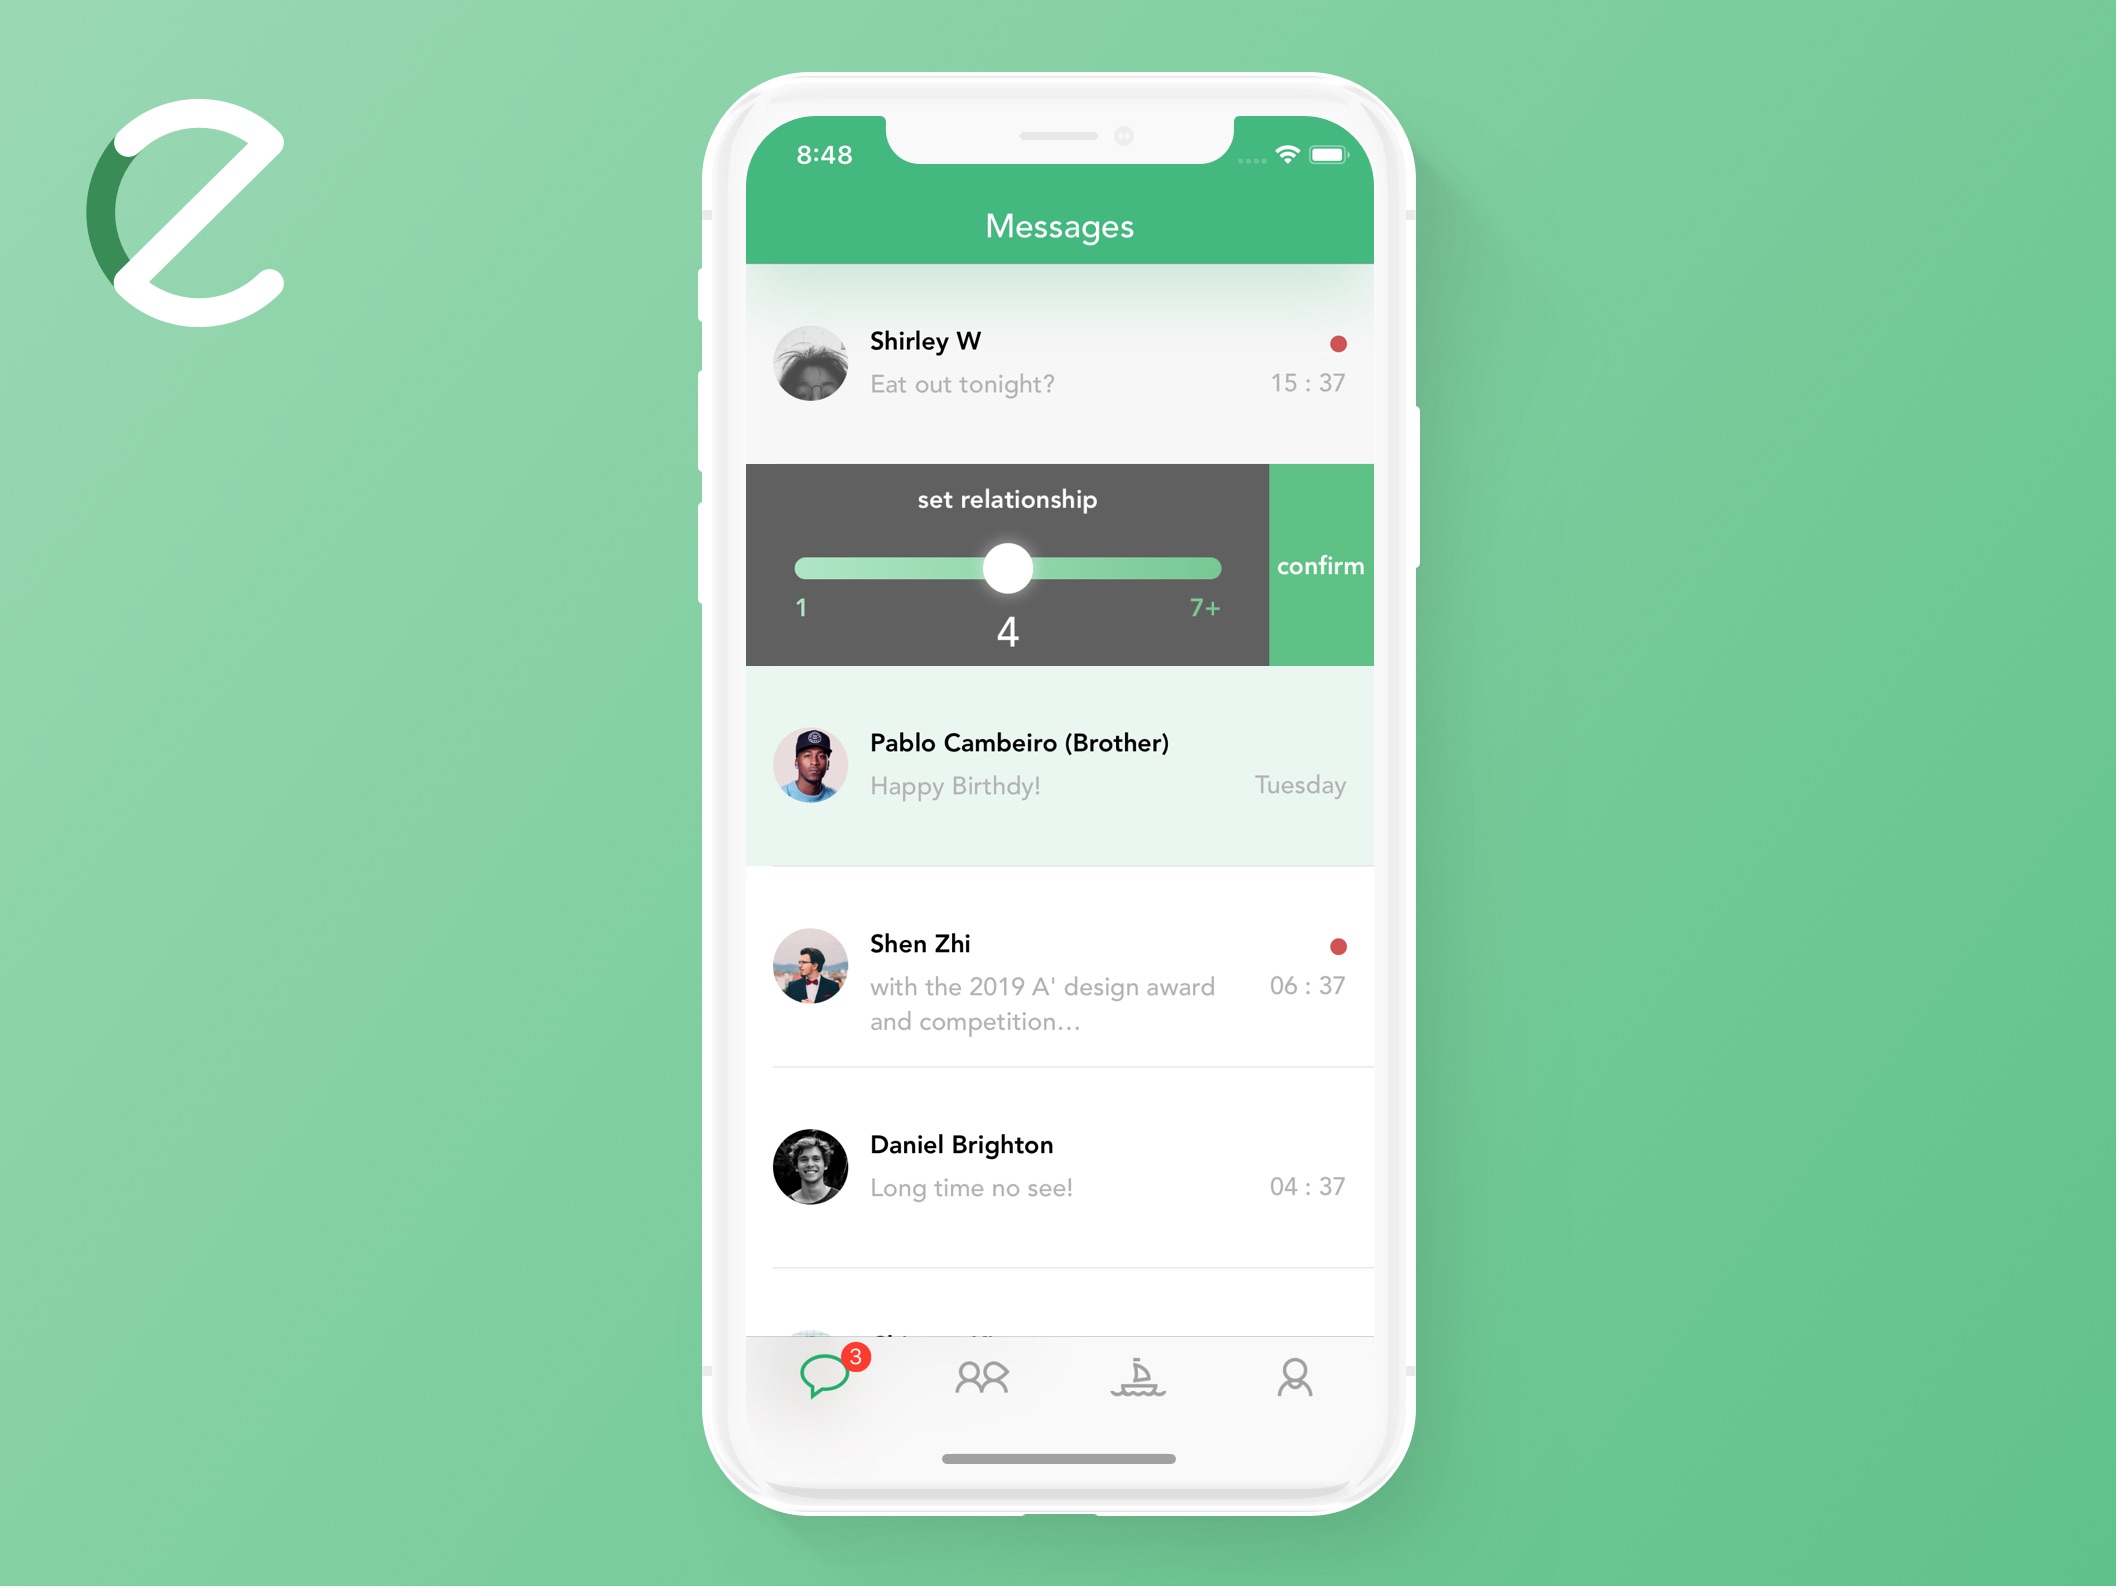 8:48
Messages
Shirley W
Eat out tonight?
15 : 37
set relationship
1
7+
4
confirm
Pablo Cambeiro (Brother)
Happy Birthdy!
Tuesday
Shen Zhi
with the 2019 A' design award
06 : 37
and competition...
Daniel Brighton
Long time no see!
04 : 37
3